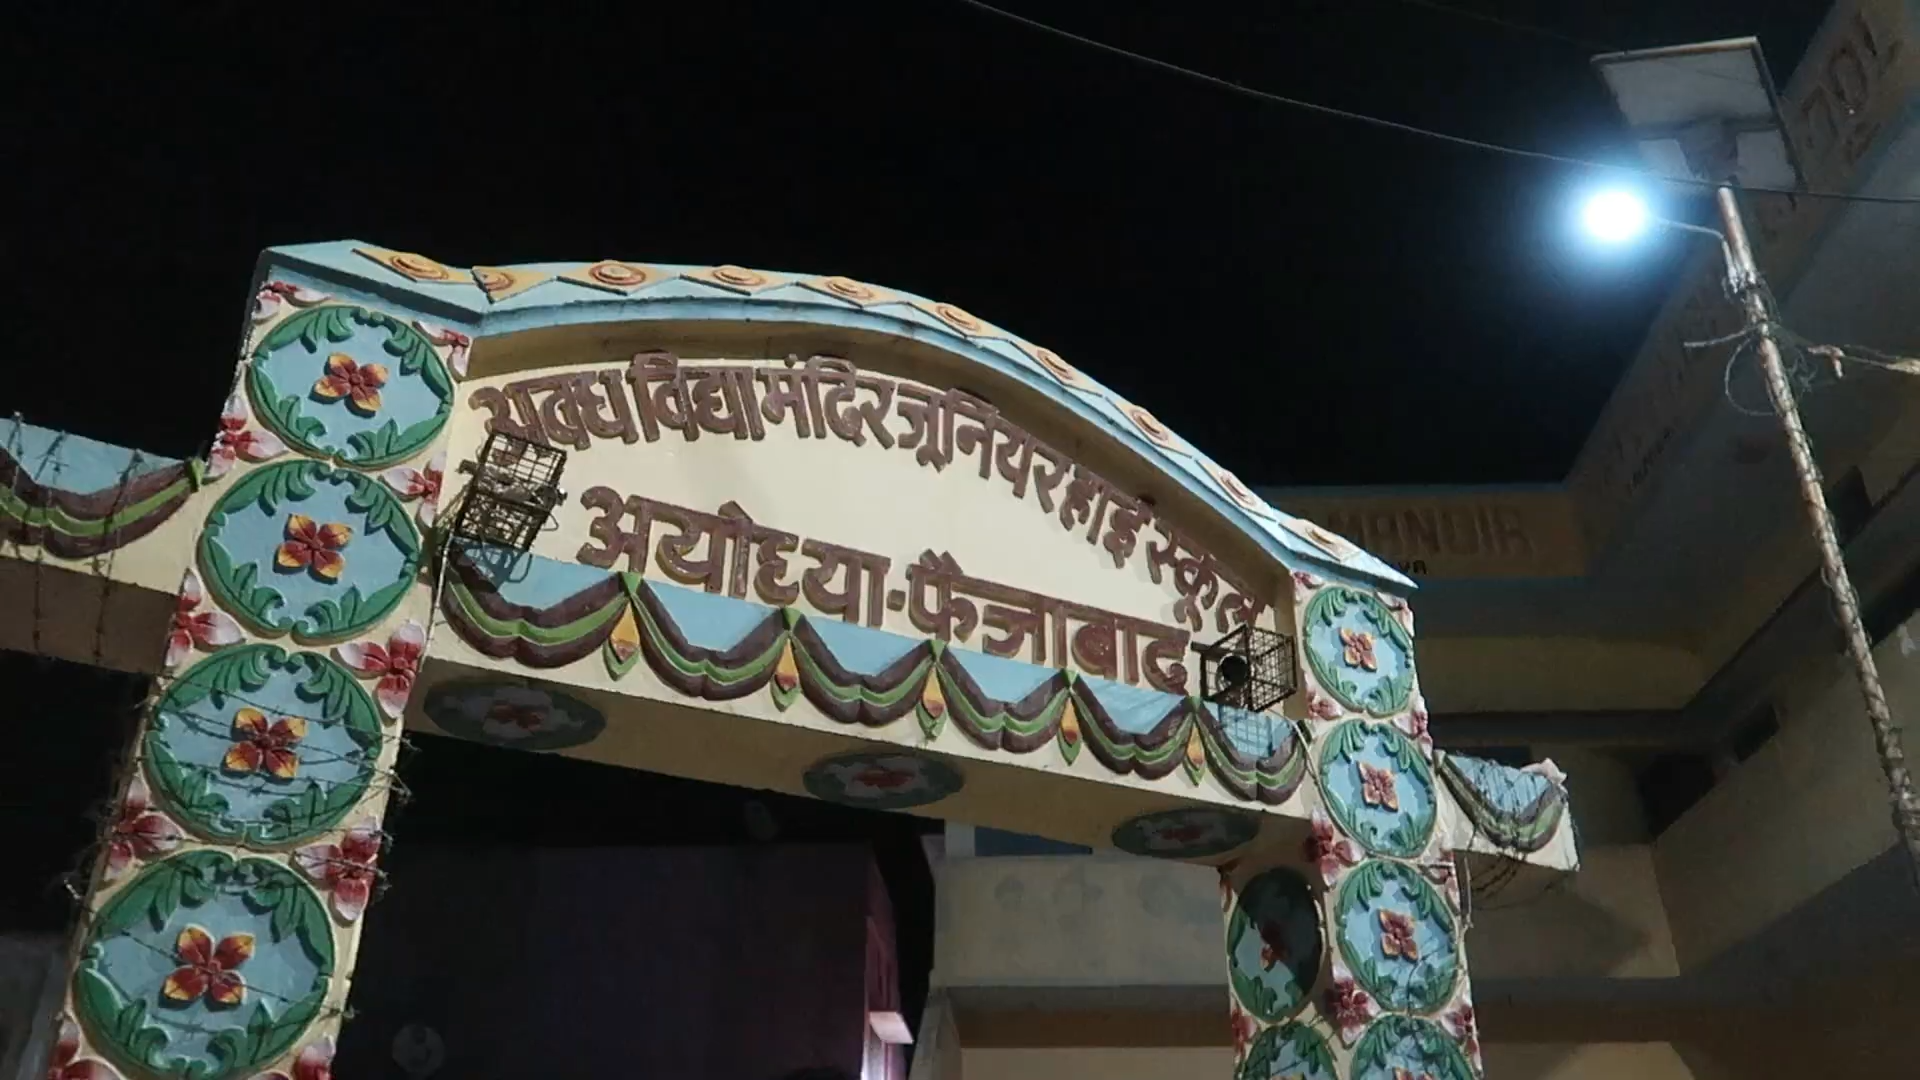 अवध विद्या मंदिर जूनियर हाई स्कूल
अयोध्या-फैजाबाद